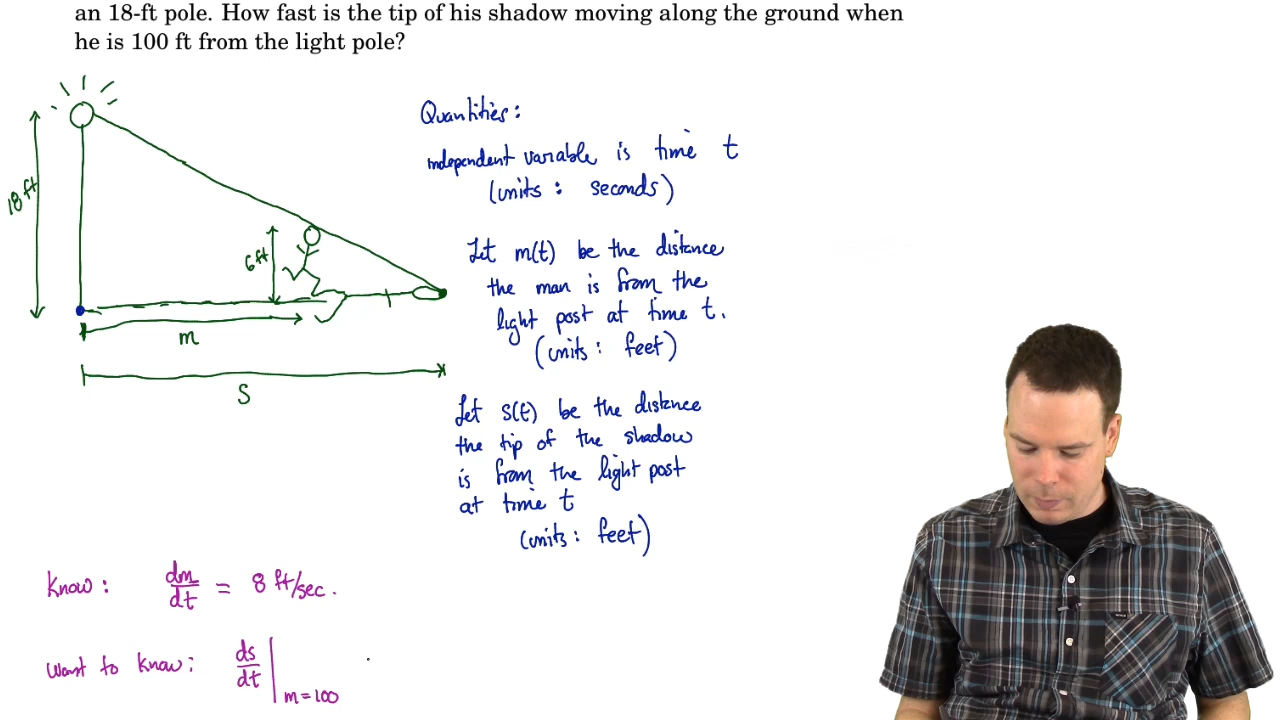 an 18-ft pole. How fast is the tip of his shadow moving along the ground when
he is 100 ft from the light pole?
18 ft
6 ft
m
S
Quantities:
independent variable is time t
(units: seconds)
Let m(t) be the distance
the man is from the
light post at time t.
(units: feet)
Let s(t) be the distance
the tip of the shadow
is from the light post
at time t
(units: feet)
Know: dm/dt = 8 ft/sec.
Want to know: ds/dt | m=100